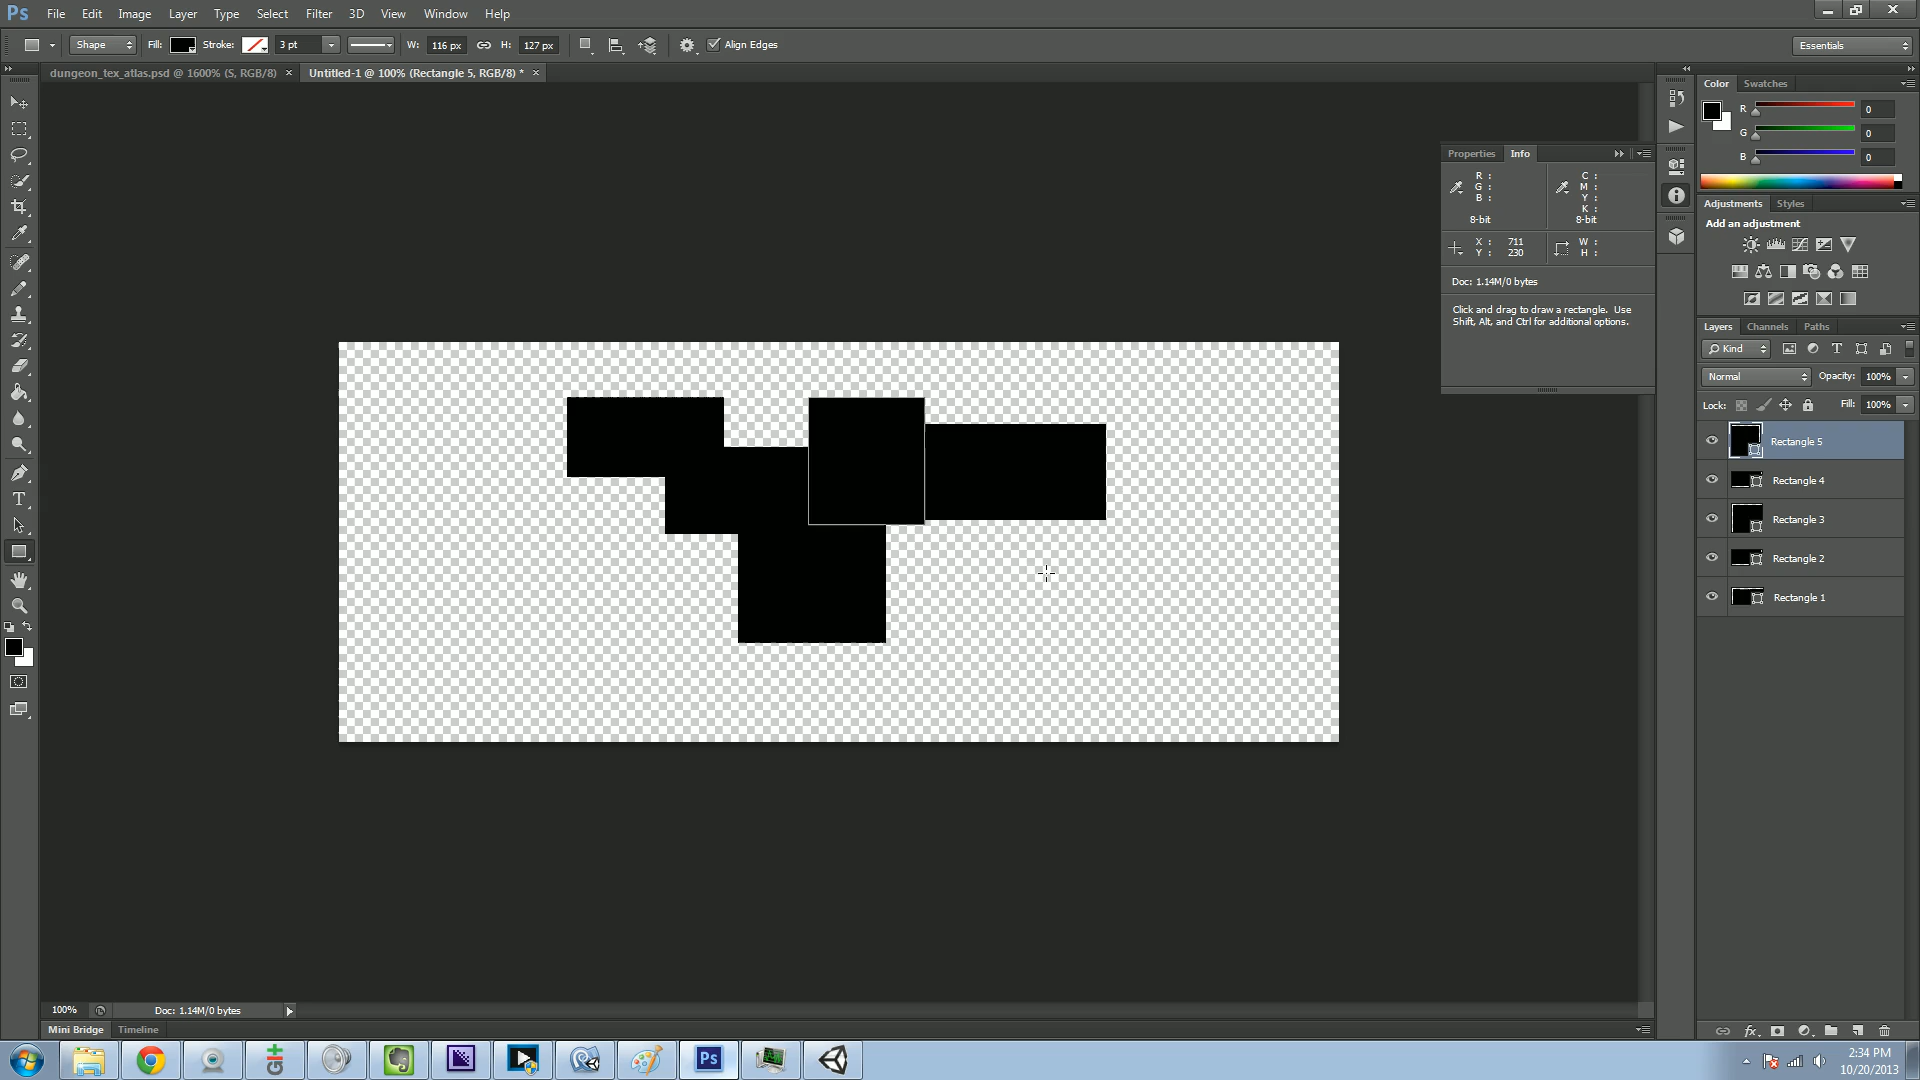 Ps File Edit Image Layer Type Select Filter 3D View Window Help
Shape Fill: Stroke: 3 pt W: 116 px H: 127 px Align Edges Essentials
dungeon_tex_atlas.psd @ 1600% (S, RGB/8) × Untitled-1 @ 100% (Rectangle 5, RGB/8) * ×
Color Swatches
R 0
G 0
B 0
Properties Info
R : C :
G : M :
B : Y :
K :
8-bit 8-bit
X : 711 W :
Y : 230 H :
Doc: 1.14M/0 bytes
Click and drag to draw a rectangle. Use
Shift, Alt, and Ctrl for additional options.
Adjustments Styles
Add an adjustment
Layers Channels Paths
Kind
Normal Opacity: 100%
Lock: Fill: 100%
Rectangle 5
Rectangle 4
Rectangle 3
Rectangle 2
Rectangle 1
100% Doc: 1.14M/0 bytes
Mini Bridge Timeline
Git
Ps
2:34 PM
10/20/2013